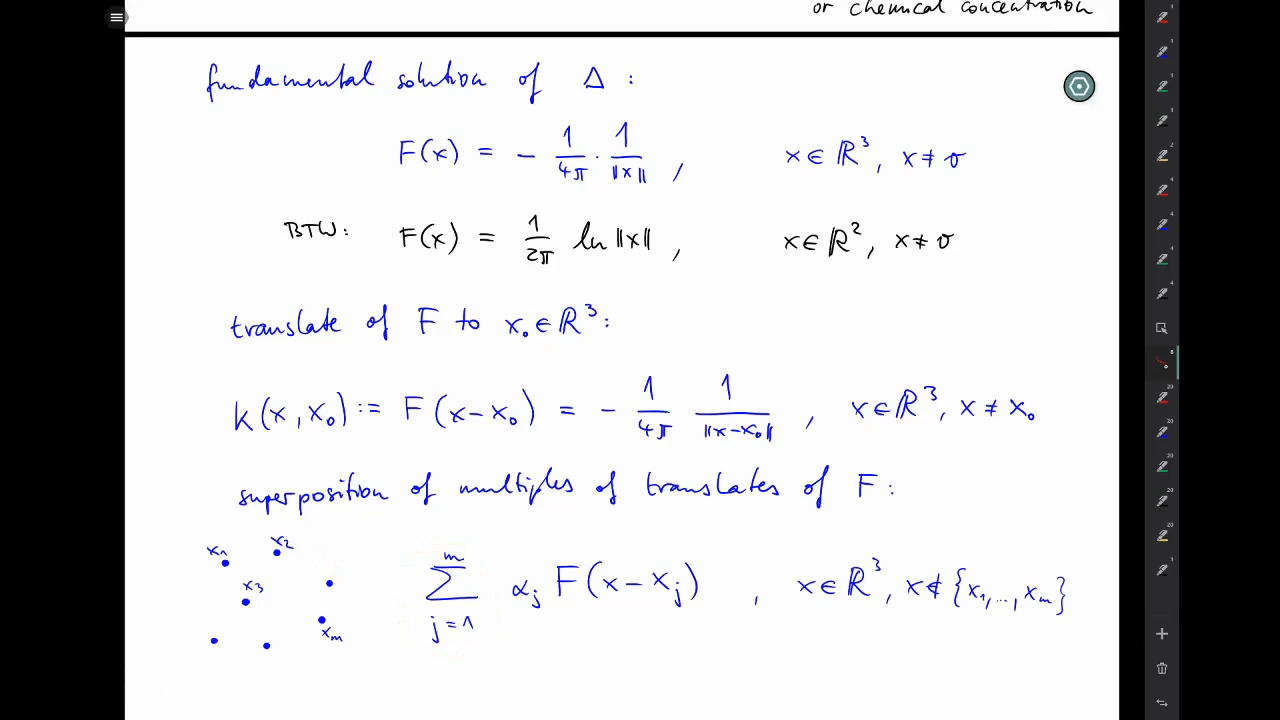 or chemical concentration
fundamental solution of Δ :
F(x) = - 1/4π · 1/‖x‖ , x ∈ ℝ³, x ≠ 0
BTW: F(x) = 1/2π ln ‖x‖ , x ∈ ℝ², x ≠ 0
translate of F to x₀ ∈ ℝ³:
k(x, x₀) := F(x - x₀) = - 1/4π 1/‖x-x₀‖ , x ∈ ℝ³, x ≠ x₀
superposition of multiples of translates of F :
x₁ x₂ x₃ xₘ
∑_{j=1}^{m} αⱼ F(x - xⱼ) , x ∈ ℝ³, x ∉ {x₁, ..., xₘ}